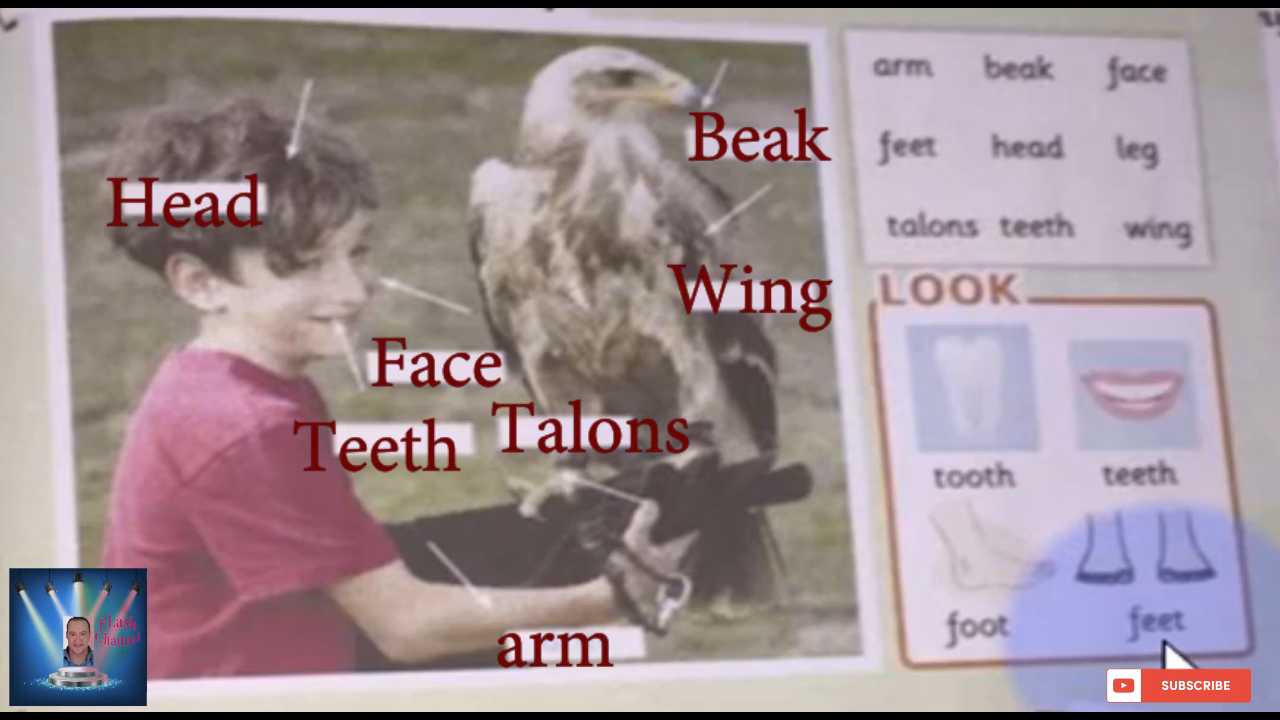 Head
Beak
Wing
Face
Teeth
Talons
arm
arm beak face
feet head leg
talons teeth wing
LOOK
tooth teeth
foot feet
fLash
Channel
SUBSCRIBE